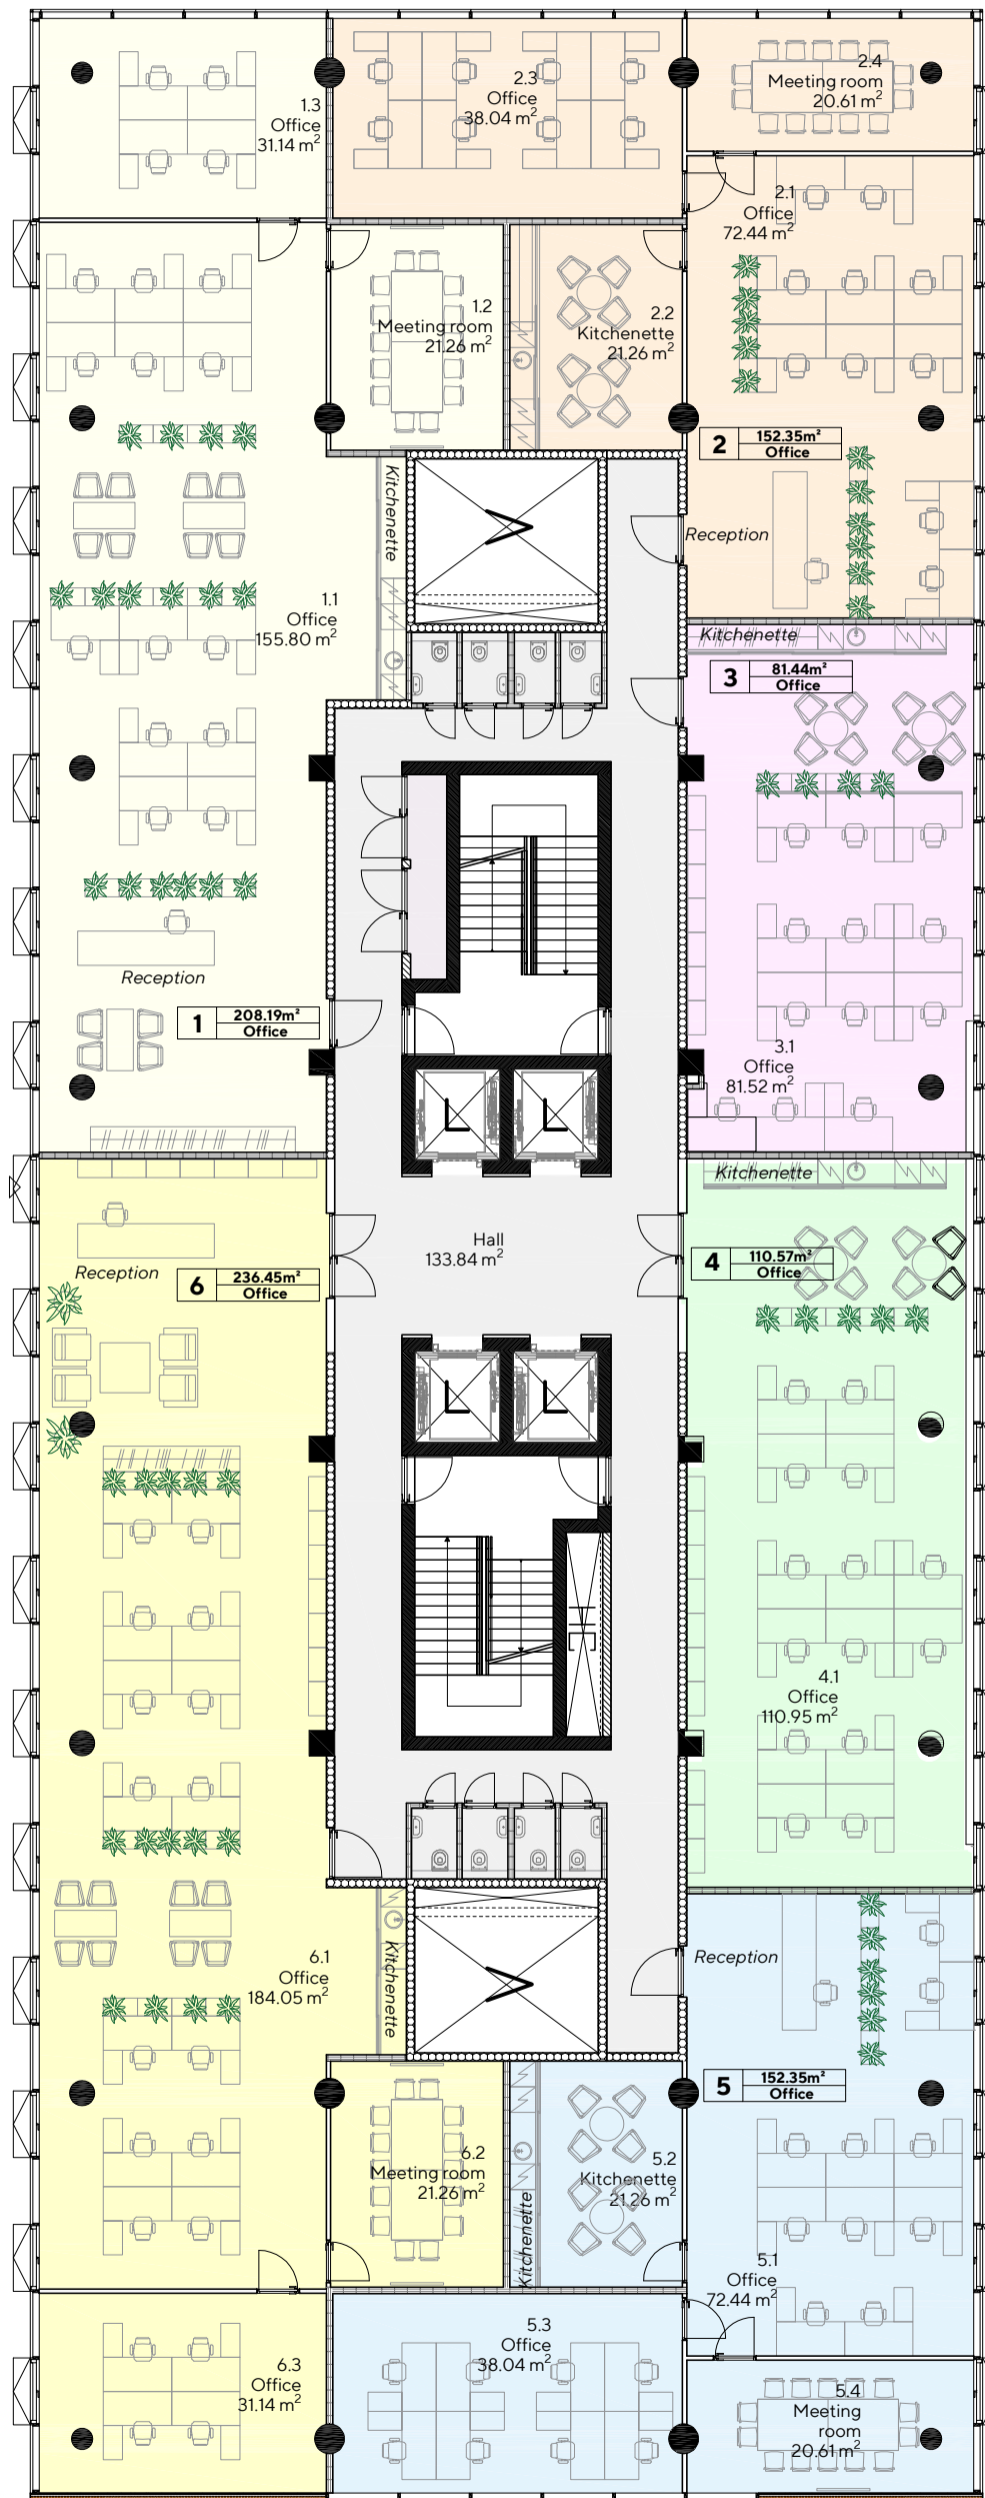 1.3
Office
31.14 m²
2.3
Office
38.04 m²
2.4
Meeting room
20.61 m²
2.1
Office
72.44 m²
1.2
Meeting room
21.26 m²
2.2
Kitchenette
21.26 m²
2
152.35m²
Office
Kitchenette
Reception
1.1
Office
155.80 m²
Kitchenette
3
81.44m²
Office
Reception
1
208.19m²
Office
3.1
Office
81.52 m²
L
L
Kitchenette
Hall
133.84 m²
4
110.57m²
Office
Reception
6
236.45m²
Office
L
L
4.1
Office
110.95 m²
Reception
6.1
Office
184.05 m²
Kitchenette
5
152.35m²
Office
6.2
Meeting room
21.26 m²
5.2
Kitchenette
21.26 m²
Kitchenette
5.1
Office
72.44 m²
5.3
Office
38.04 m²
6.3
Office
31.14 m²
5.4
Meeting
room
20.61 m²